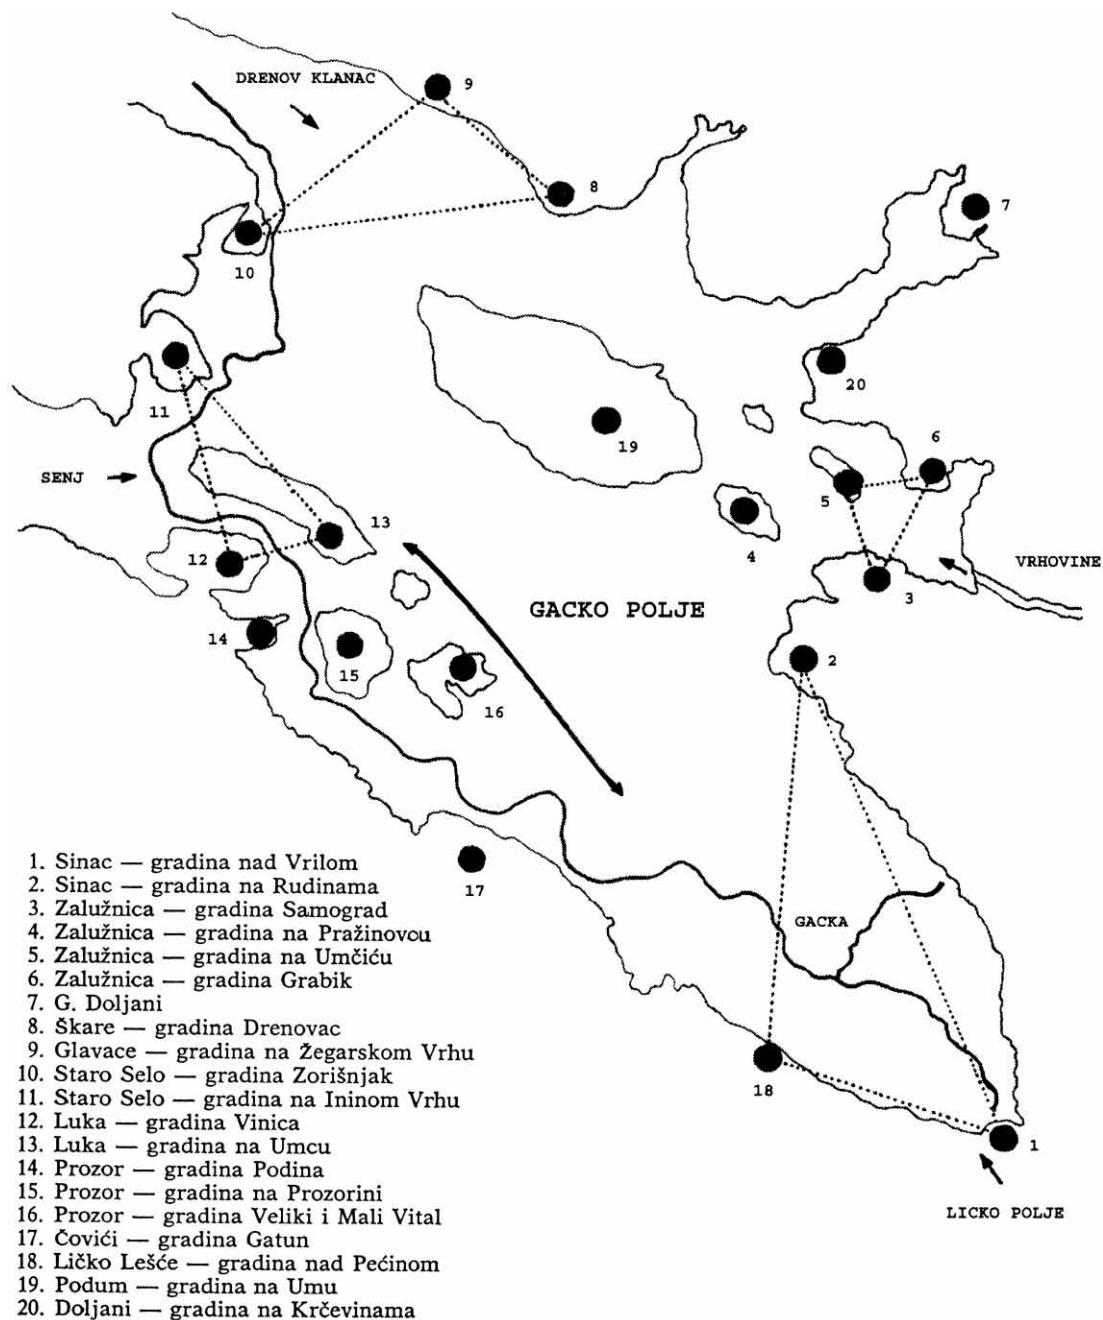 DRENOV KLANAC
9
8
7
10
11
20
19
6
5
SENJ
13
4
12
VRHOVINE
3
GACKO POLJE
14
2
15
16
17
GACKA
18
1
LICKO POLJE
1. Sinac — gradina nad Vrilom
2. Sinac — gradina na Rudinama
3. Zalužnica — gradina Samograd
4. Zalužnica — gradina na Pražinovcu
5. Zalužnica — gradina na Umčiću
6. Zalužnica — gradina Grabik
7. G. Doljani
8. Škare — gradina Drenovac
9. Glavace — gradina na Žegarskom Vrhu
10. Staro Selo — gradina Zorišnjak
11. Staro Selo — gradina na Ininom Vrhu
12. Luka — gradina Vinica
13. Luka — gradina na Umcu
14. Prozor — gradina Podina
15. Prozor — gradina na Prozorini
16. Prozor — gradina Veliki i Mali Vital
17. Čovići — gradina Gatun
18. Ličko Lešće — gradina nad Pećinom
19. Podum — gradina na Umu
20. Doljani — gradina na Krčevinama